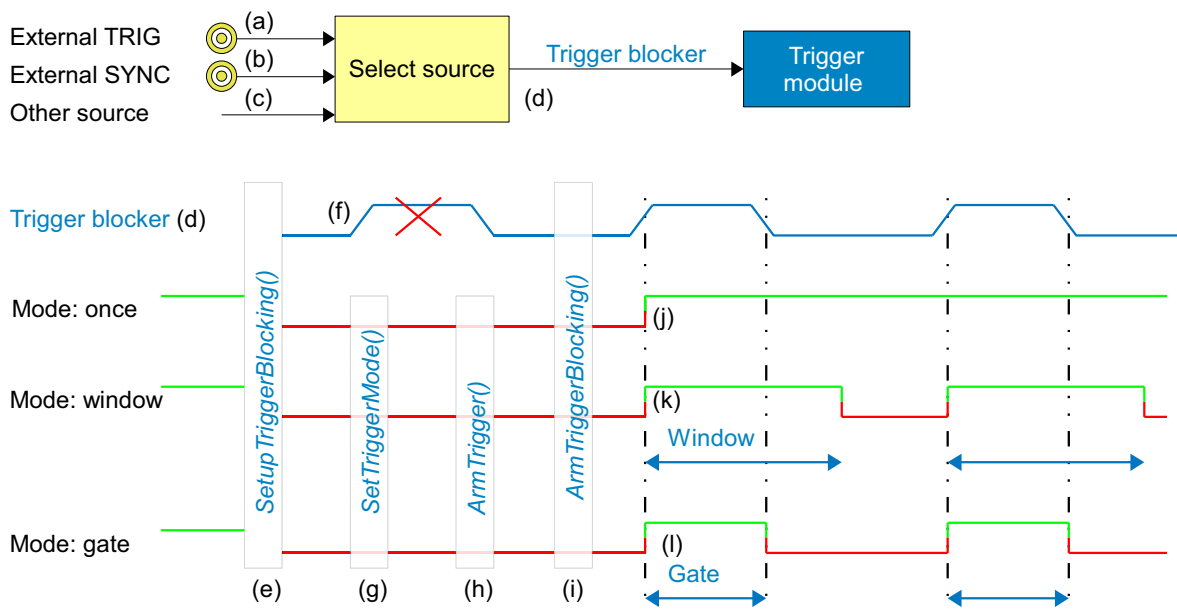 External TRIG
(a)
External SYNC
(b)
Other source
(c)
Select source
Trigger blocker
(d)
Trigger
module
Trigger blocker (d)
(f)
Mode: once
(j)
Mode: window
(k)
Window
Mode: gate
(l)
Gate
SetupTriggerBlocking()
SetTriggerMode()
ArmTrigger()
ArmTriggerBlocking()
(e)
(g)
(h)
(i)